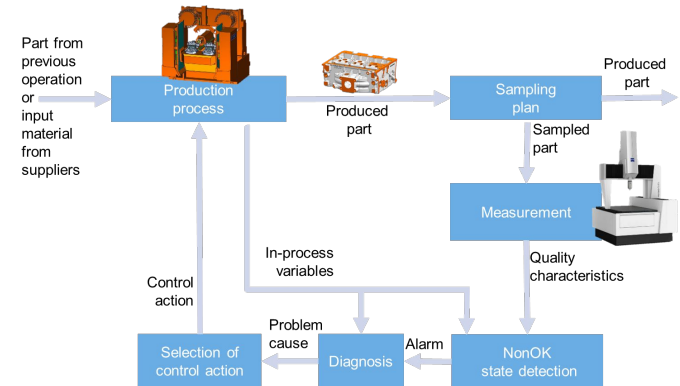 Part from
previous
operation
or
input
material
from
suppliers
Production
process
Produced
part
Sampling
plan
Produced
part
Sampled
part
Measurement
Quality
characteristics
In-process
variables
Control
action
Problem
cause
Alarm
Selection of
control action
Diagnosis
NonOK
state detection